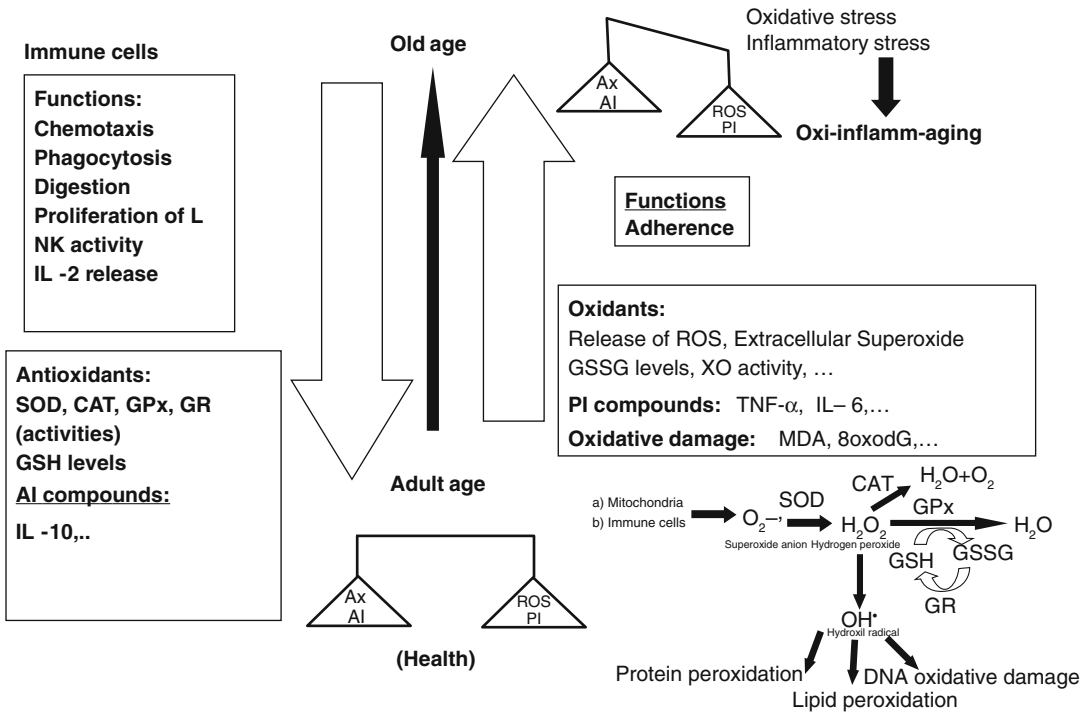 Immune cells
Functions:
Chemotaxis
Phagocytosis
Digestion
Proliferation of L
NK activity
IL -2 release
Antioxidants:
SOD, CAT, GPx, GR
(activities)
GSH levels
AI compounds:
IL -10,..
Old age
Adult age
Ax
AI
ROS
PI
(Health)
Ax
AI
ROS
PI
Oxidative stress
Inflammatory stress
Oxi-inflamm-aging
Functions
Adherence
Oxidants:
Release of ROS, Extracellular Superoxide
GSSG levels, XO activity, …
PI compounds: TNF-α, IL– 6,…
Oxidative damage: MDA, 8oxodG,…
a) Mitochondria
b) Immune cells
O₂–,
Superoxide anion
SOD
H₂O₂
Hydrogen peroxide
CAT
H₂O+O₂
GPx
H₂O
GSH
GSSG
GR
OH•
Hydroxil radical
Protein peroxidation
Lipid peroxidation
DNA oxidative damage